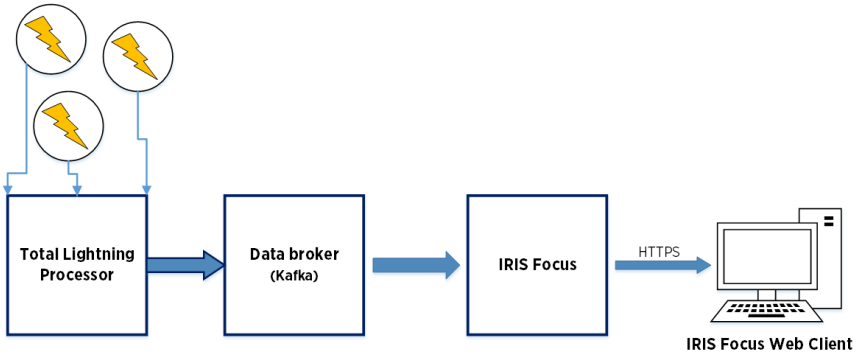 Total Lightning
Processor
Data broker
(Kafka)
IRIS Focus
HTTPS
IRIS Focus Web Client